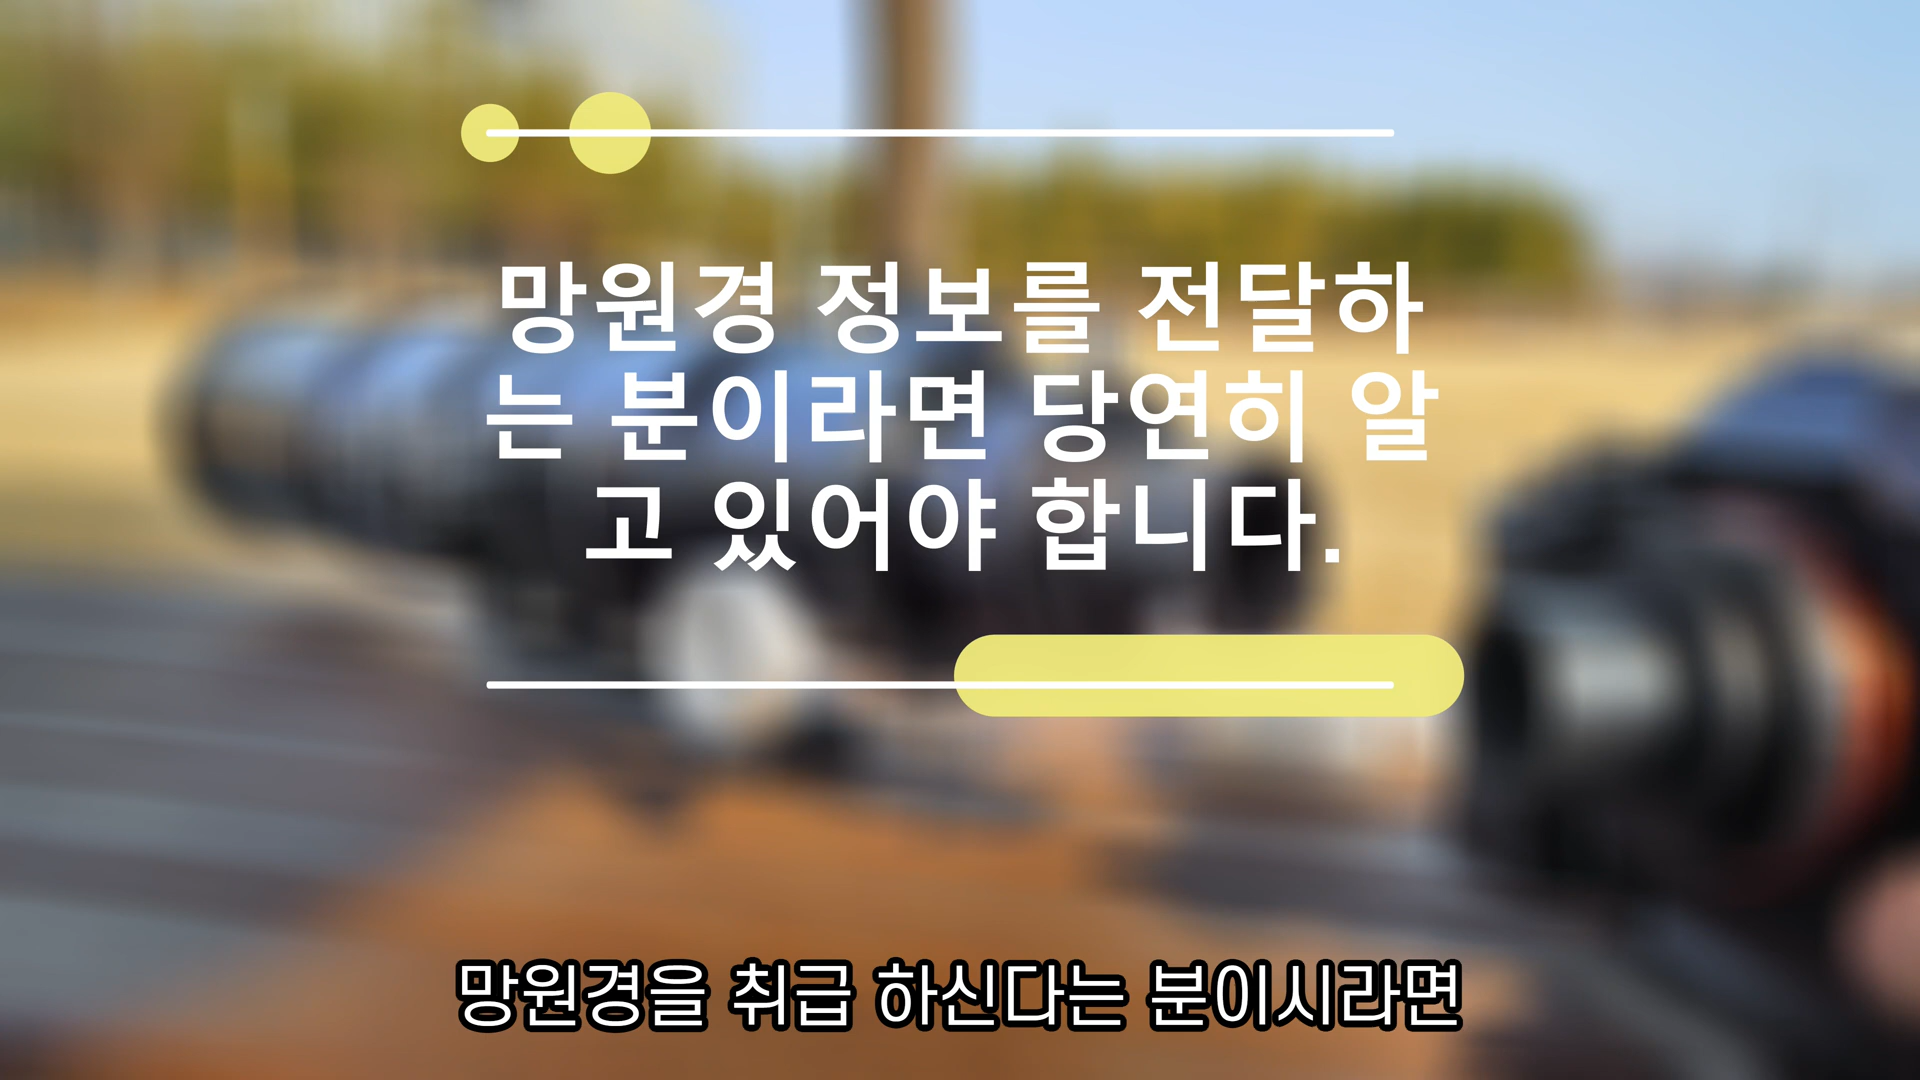 망원경 정보를 전달하
는 분이라면 당연히 알
고 있어야 합니다.
망원경을 취급 하신다는 분이시라면